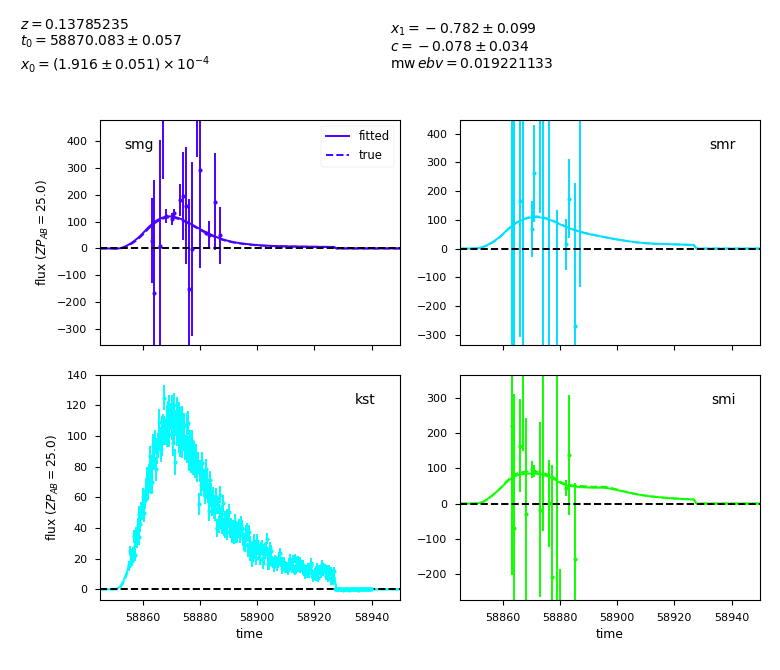 z = 0.13785235
t₀ = 58870.083 ± 0.057
x₀ = (1.916 ± 0.051) × 10⁻⁴
x₁ = −0.782 ± 0.099
c = −0.078 ± 0.034
mw ebv = 0.019221133
smg
fitted
true
400
300
200
100
0
−100
−200
−300
flux (ZP_AB = 25.0)
smr
400
300
200
100
0
−100
−200
−300
kst
140
120
100
80
60
40
20
0
flux (ZP_AB = 25.0)
58860 58880 58900 58920 58940
time
smi
300
200
100
0
−100
−200
58860 58880 58900 58920 58940
time